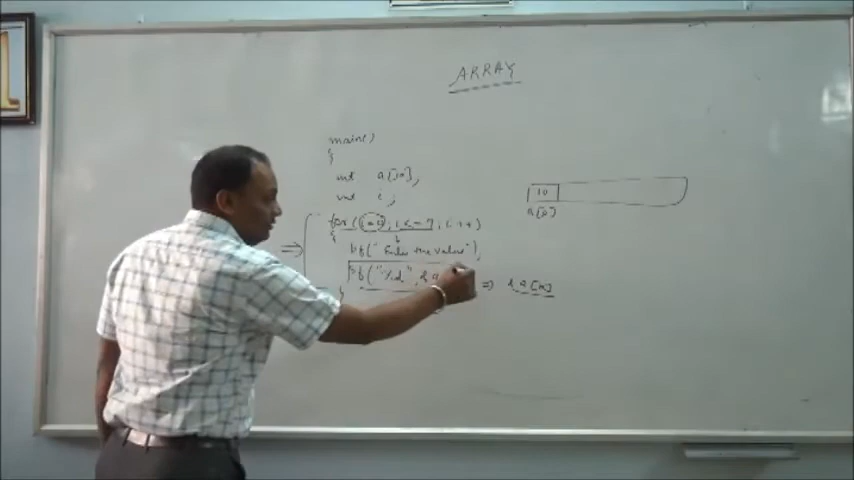 ARRAY
main()
{
int a[10],
int i,
for (i=0, i<=9, i++)
{
pf("Enter the value"),
sf("%d", &a
⇒ &a[0]
}
10
a[0]